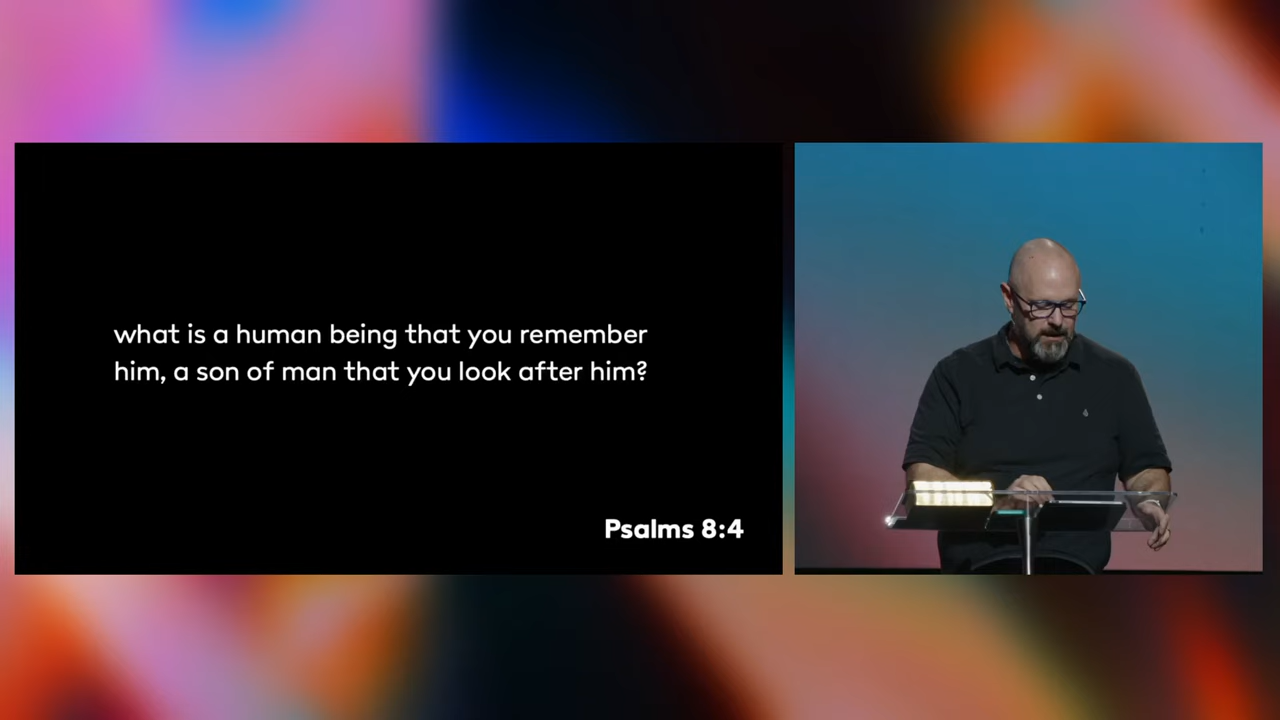 what is a human being that you remember
him, a son of man that you look after him?
Psalms 8:4